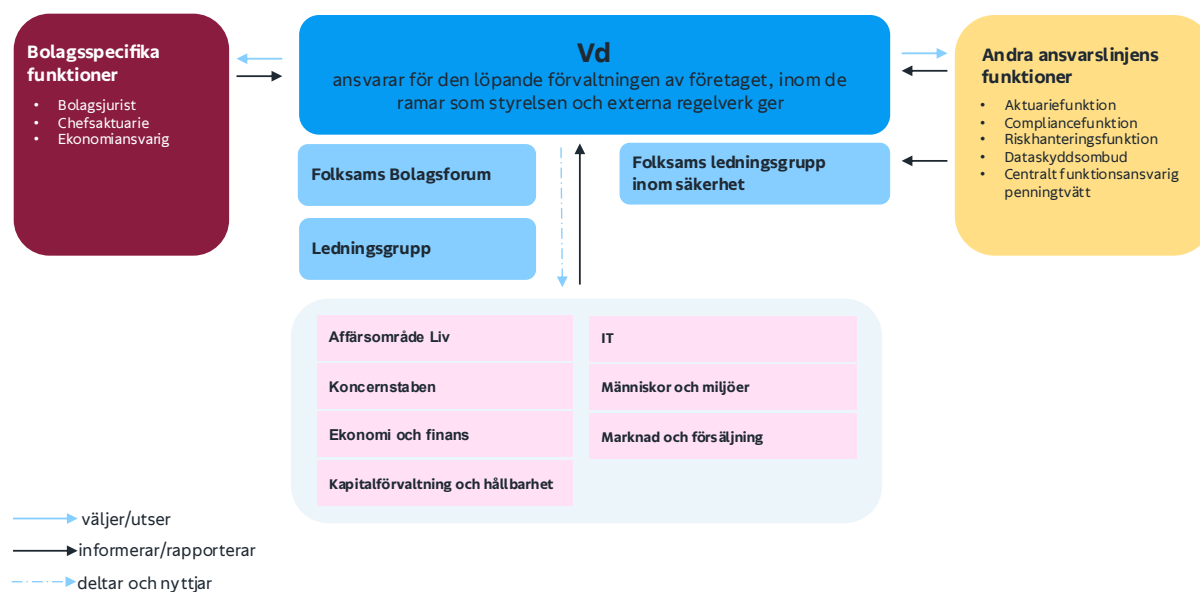 Bolagsspecifika
funktioner
• Bolagsjurist
• Chefsaktuarie
• Ekonomiansvarig
Vd
ansvarar för den löpande förvaltningen av företaget, inom de
ramar som styrelsen och externa regelverk ger
Andra ansvarslinjens
funktioner
• Aktuariefunktion
• Compliancefunktion
• Riskhanteringsfunktion
• Dataskyddsombud
• Centralt funktionsansvarig
penningtvätt
Folksams Bolagsforum
Folksams ledningsgrupp
inom säkerhet
Ledningsgrupp
Affärsområde Liv
Koncernstaben
Ekonomi och finans
Kapitalförvaltning och hållbarhet
IT
Människor och miljöer
Marknad och försäljning
väljer/utser
informerar/rapporterar
deltar och nyttjar